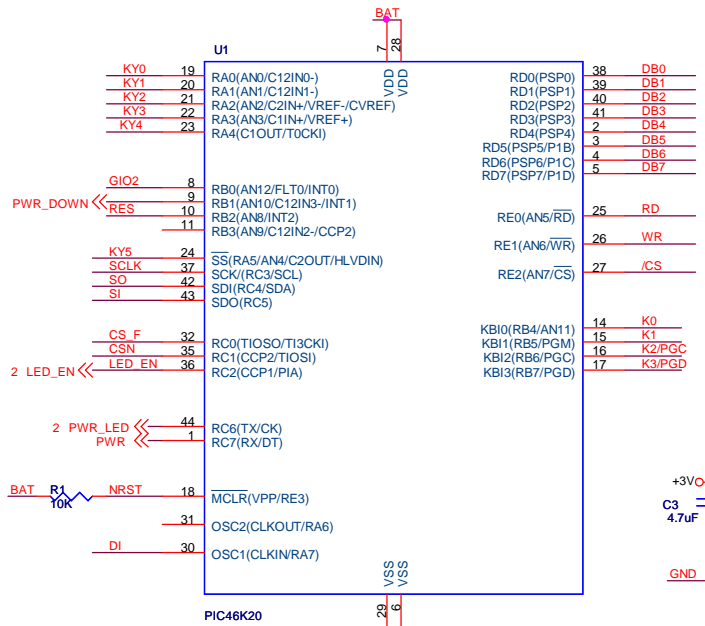 BAT
U1
7
28
VDD
VDD
KY0 19 RA0(AN0/C12IN0-)
KY1 20 RA1(AN1/C12IN1-)
KY2 21 RA2(AN2/C2IN+/VREF-/CVREF)
KY3 22 RA3(AN3/C1IN+/VREF+)
KY4 23 RA4(C1OUT/T0CKI)
RD0(PSP0) 38 DB0
RD1(PSP1) 39 DB1
RD2(PSP2) 40 DB2
RD3(PSP3) 41 DB3
RD4(PSP4) 2 DB4
RD5(PSP5/P1B) 3 DB5
RD6(PSP6/P1C) 4 DB6
RD7(PSP7/P1D) 5 DB7
GIO2 8 RB0(AN12/FLT0/INT0)
PWR_DOWN 9 RB1(AN10/C12IN3-/INT1)
RES 10 RB2(AN8/INT2)
11 RB3(AN9/C12IN2-/CCP2)
RE0(AN5/RD) 25 RD
RE1(AN6/WR) 26 WR
RE2(AN7/CS) 27 /CS
KY5 24 SS(RA5/AN4/C2OUT/HLVDIN)
SCLK 37 SCK/(RC3/SCL)
SO 42 SDI(RC4/SDA)
SI 43 SDO(RC5)
CS_F 32 RC0(TIOSO/TI3CKI)
CSN 35 RC1(CCP2/TIOSI)
2 LED_EN LED_EN 36 RC2(CCP1/PIA)
KBI0(RB4/AN11) 14 K0
KBI1(RB5/PGM) 15 K1
KBI2(RB6/PGC) 16 K2/PGC
KBI3(RB7/PGD) 17 K3/PGD
2 PWR_LED 44 RC6(TX/CK)
PWR 1 RC7(RX/DT)
BAT R1 NRST 18 MCLR(VPP/RE3)
10K
31 OSC2(CLKOUT/RA6)
DI 30 OSC1(CLKIN/RA7)
+3V
C3
4.7uF
GND
VSS
VSS
29
6
PIC46K20